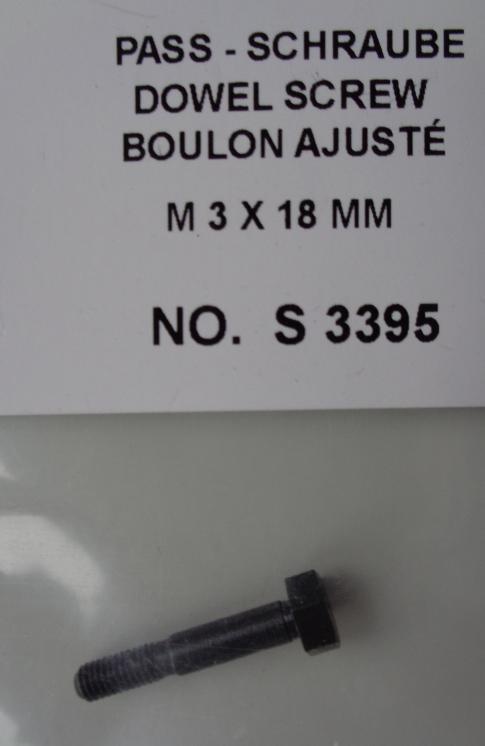 PASS - SCHRAUBE
DOWEL SCREW
BOULON AJUSTÉ
M 3 X 18 MM
NO. S 3395